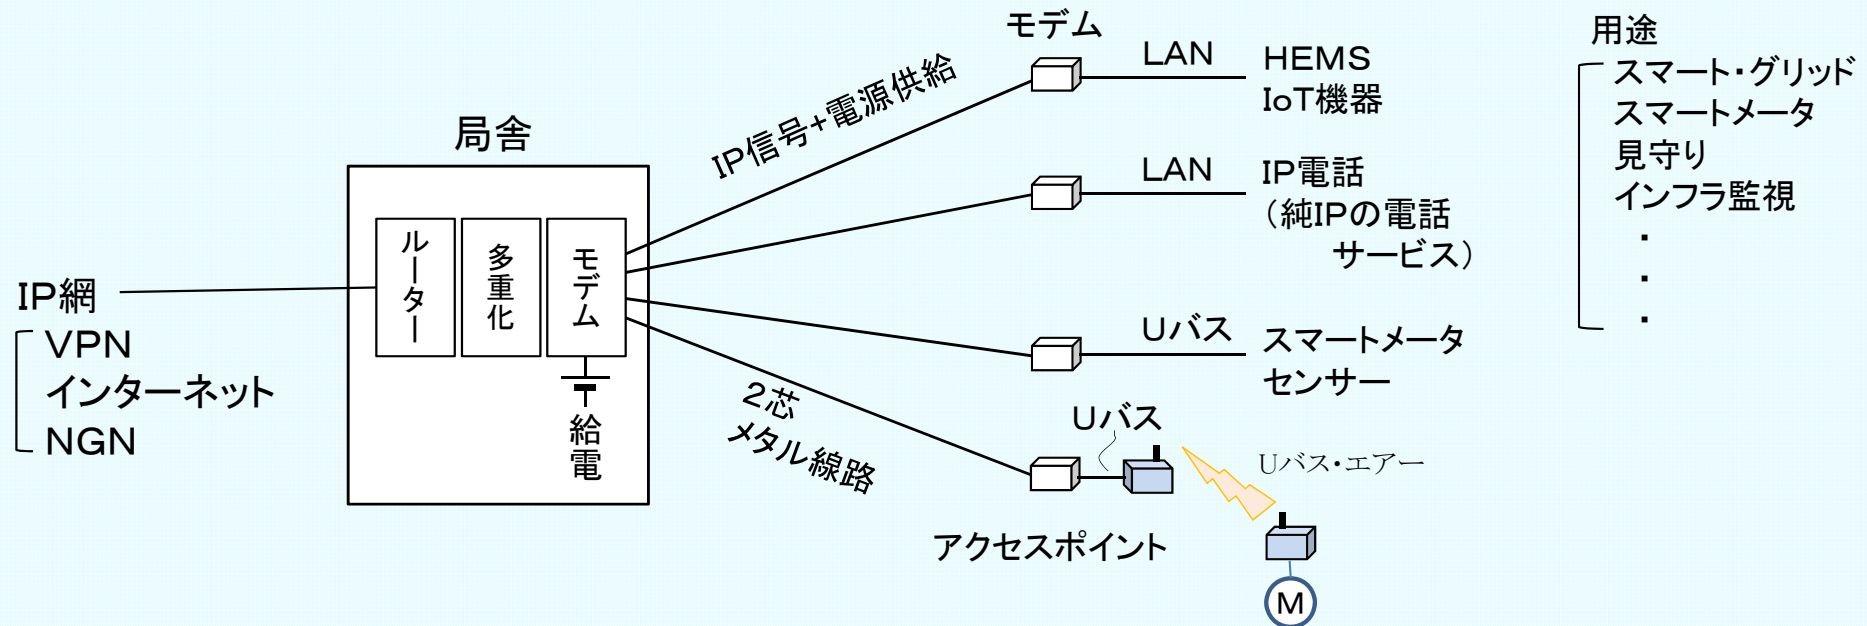 モデム
LAN
HEMS
IoT機器
用途
スマート・グリッド
スマートメータ
見守り
インフラ監視
・
・
・
IP信号+電源供給
局舎
LAN
IP電話
(純IPの電話
サービス)
ルーター
多重化
モデム
IP網
VPN
インターネット
NGN
給電
2芯
メタル線路
Uバス
スマートメータ
センサー
Uバス
Uバス・エアー
アクセスポイント
M